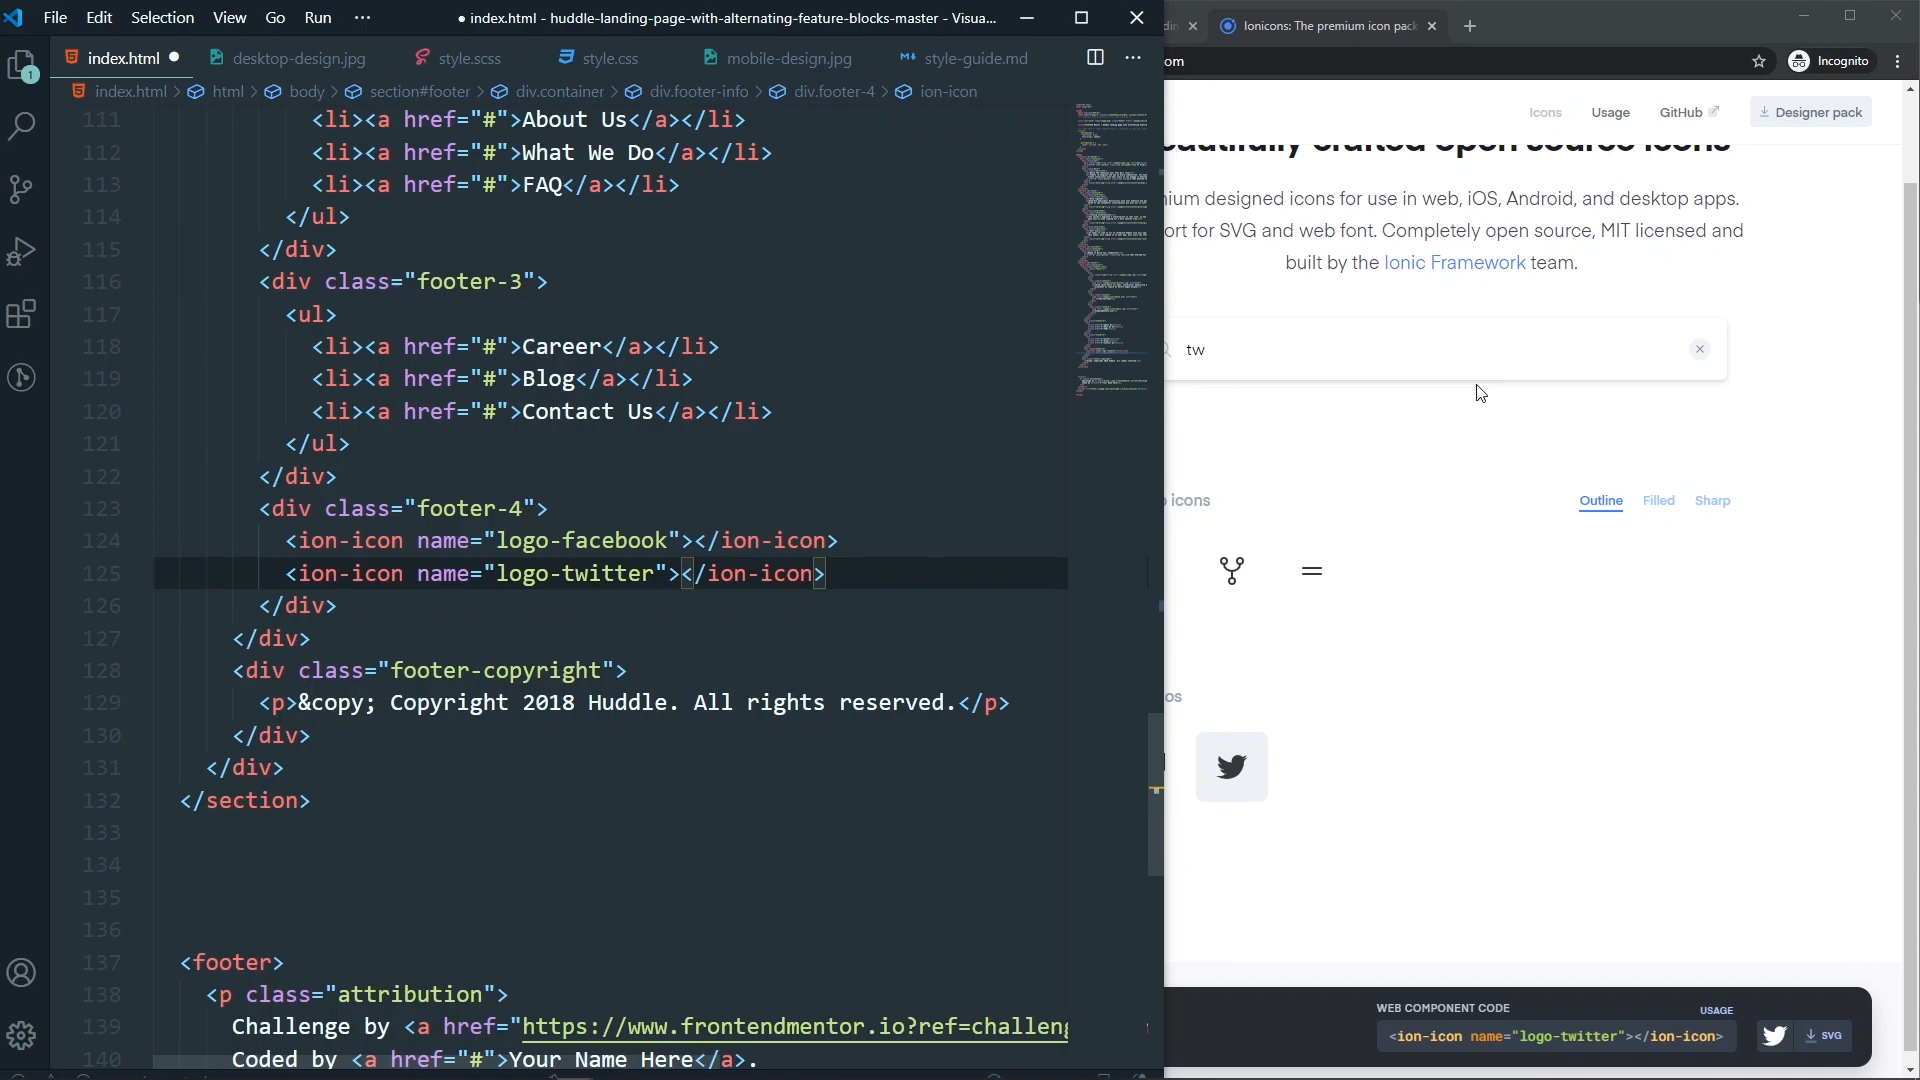 File Edit Selection View Go Run ···
● index.html - huddle-landing-page-with-alternating-feature-blocks-master - Visua...
index.html ● desktop-design.jpg style.scss style.css mobile-design.jpg style-guide.md
index.html > html > body > section#footer > div.container > div.footer-info > div.footer-4 > ion-icon
1
111 <li><a href="#">About Us</a></li>
112 <li><a href="#">What We Do</a></li>
113 <li><a href="#">FAQ</a></li>
114 </ul>
115 </div>
116 <div class="footer-3">
117 <ul>
118 <li><a href="#">Career</a></li>
119 <li><a href="#">Blog</a></li>
120 <li><a href="#">Contact Us</a></li>
121 </ul>
122 </div>
123 <div class="footer-4">
124 <ion-icon name="logo-facebook"></ion-icon>
125 <ion-icon name="logo-twitter"></ion-icon>
126 </div>
127 </div>
128 <div class="footer-copyright">
129 <p>&copy; Copyright 2018 Huddle. All rights reserved.</p>
130 </div>
131 </div>
132 </section>
133
134
135
136
137 <footer>
138 <p class="attribution">
139 Challenge by <a href="https://www.frontendmentor.io?ref=challeng
140 Coded by <a href="#">Your Name Here</a>.
Ionicons: The premium icon pack
om
Incognito
Icons Usage GitHub Designer pack
autifully crafted open source icons
ium designed icons for use in web, iOS, Android, and desktop apps.
ort for SVG and web font. Completely open source, MIT licensed and
built by the Ionic Framework team.
tw
icons
Outline Filled Sharp
os
WEB COMPONENT CODE
USAGE
<ion-icon name="logo-twitter"></ion-icon>
SVG